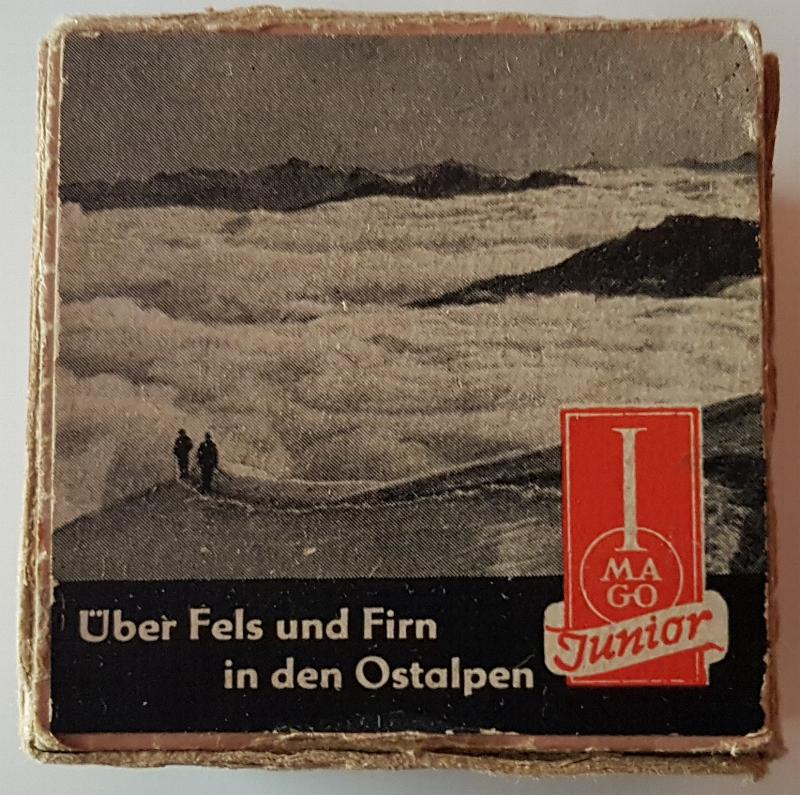 Über Fels und Firn
in den Ostalpen
I
MA
GO
Junior